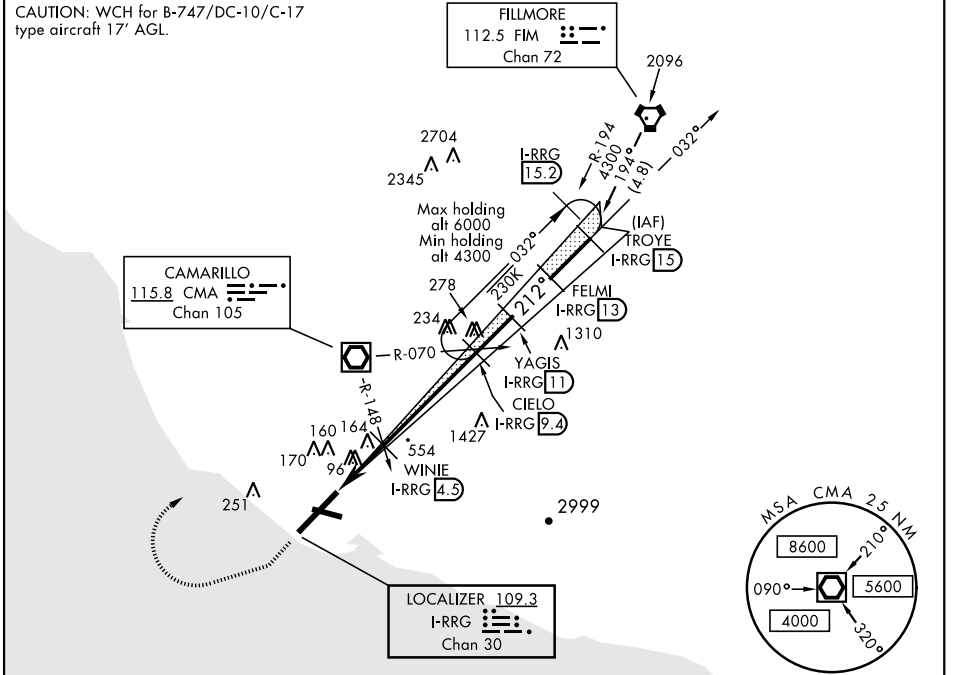 CAUTION: WCH for B-747/DC-10/C-17
type aircraft 17' AGL.
FILLMORE
112.5 FIM
Chan 72
2096
2704
2345
I-RRG
15.2
R-194
4300
194°
(4.8)
032°
Max holding
alt 6000
Min holding
alt 4300
032°
230K
212°
(IAF)
TROYE
I-RRG 15
CAMARILLO
115.8 CMA
Chan 105
278
234
FELMI
I-RRG 13
1310
R-070
YAGIS
I-RRG 11
CIELO
I-RRG 9.4
R-148
1427
160
164
170
96
554
WINIE
I-RRG 4.5
251
2999
LOCALIZER 109.3
I-RRG
Chan 30
MSA CMA 25 NM
8600
210°
090°
5600
4000
320°